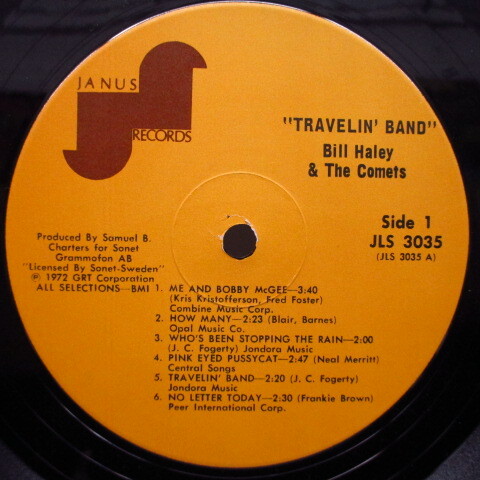 JANUS
RECORDS
"TRAVELIN' BAND"
Bill Haley
& The Comets
Side 1
JLS 3035
(JLS 3035 A)
Produced By Samuel B.
Charters for Sonet
Grammofon AB
"Licensed By Sonet-Sweden"
℗ 1972 GRT Corporation
ALL SELECTIONS—BMI
1. ME AND BOBBY McGEE—3:40
(Kris Kristofferson, Fred Foster)
Combine Music Corp.
2. HOW MANY—2:23 (Blair, Barnes)
Opal Music Co.
3. WHO'S BEEN STOPPING THE RAIN—2:00
(J. C. Fogerty) Jondora Music
4. PINK EYED PUSSYCAT—2:47 (Neal Merritt)
Central Songs
5. TRAVELIN' BAND—2:20 (J. C. Fogerty)
Jondora Music
6. NO LETTER TODAY—2:30 (Frankie Brown)
Peer International Corp.